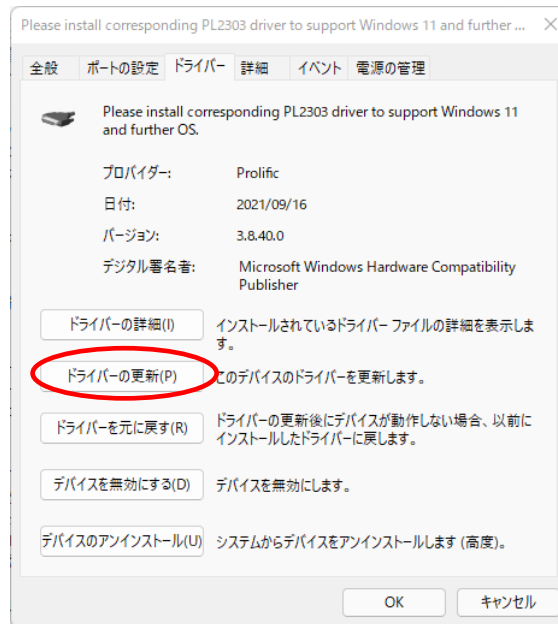 Please install corresponding PL2303 driver to support Windows 11 and further ...
全般 ポートの設定 ドライバー 詳細 イベント 電源の管理
Please install corresponding PL2303 driver to support Windows 11
and further OS.
プロバイダー: Prolific
日付: 2021/09/16
バージョン: 3.8.40.0
デジタル署名者: Microsoft Windows Hardware Compatibility
Publisher
ドライバーの詳細(I) インストールされているドライバー ファイルの詳細を表示しま
す。
ドライバーの更新(P) このデバイスのドライバーを更新します。
ドライバーを元に戻す(R) ドライバーの更新後にデバイスが動作しない場合、以前に
インストールしたドライバーに戻します。
デバイスを無効にする(D) デバイスを無効にします。
デバイスのアンインストール(U) システムからデバイスをアンインストールします (高度)。
OK キャンセル